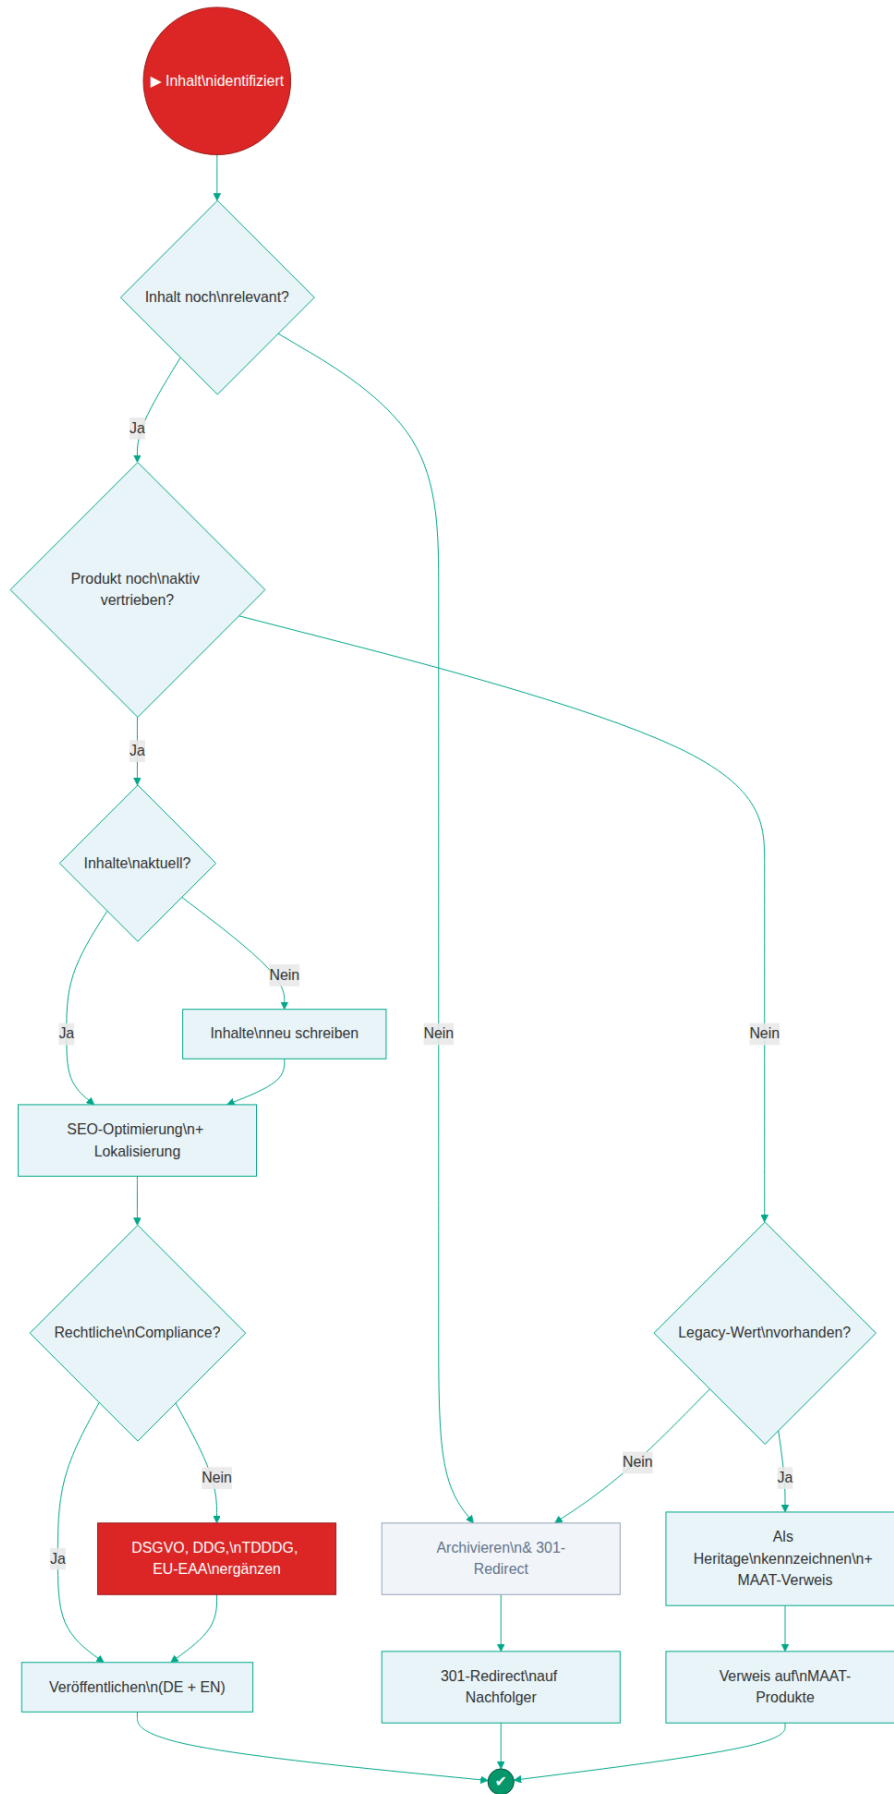 ▶ Inhalt\nidentifiziert
Inhalt noch\nrelevant?
Ja
Produkt noch\naktiv
vertrieben?
Ja
Inhalte\naktuell?
Nein
Ja
Inhalte\nneu schreiben
Nein
Nein
SEO-Optimierung\n+
Lokalisierung
Rechtliche\nCompliance?
Legacy-Wert\nvorhanden?
Nein
Nein
Ja
Ja
DSGVO, DDG,\nTDDDG,
EU-EAA\nergänzen
Archivieren\n& 301-
Redirect
Als
Heritage\nkennzeichnen\n+
MAAT-Verweis
Veröffentlichen\n(DE + EN)
301-Redirect\nauf
Nachfolger
Verweis auf\nMAAT-
Produkte
✔